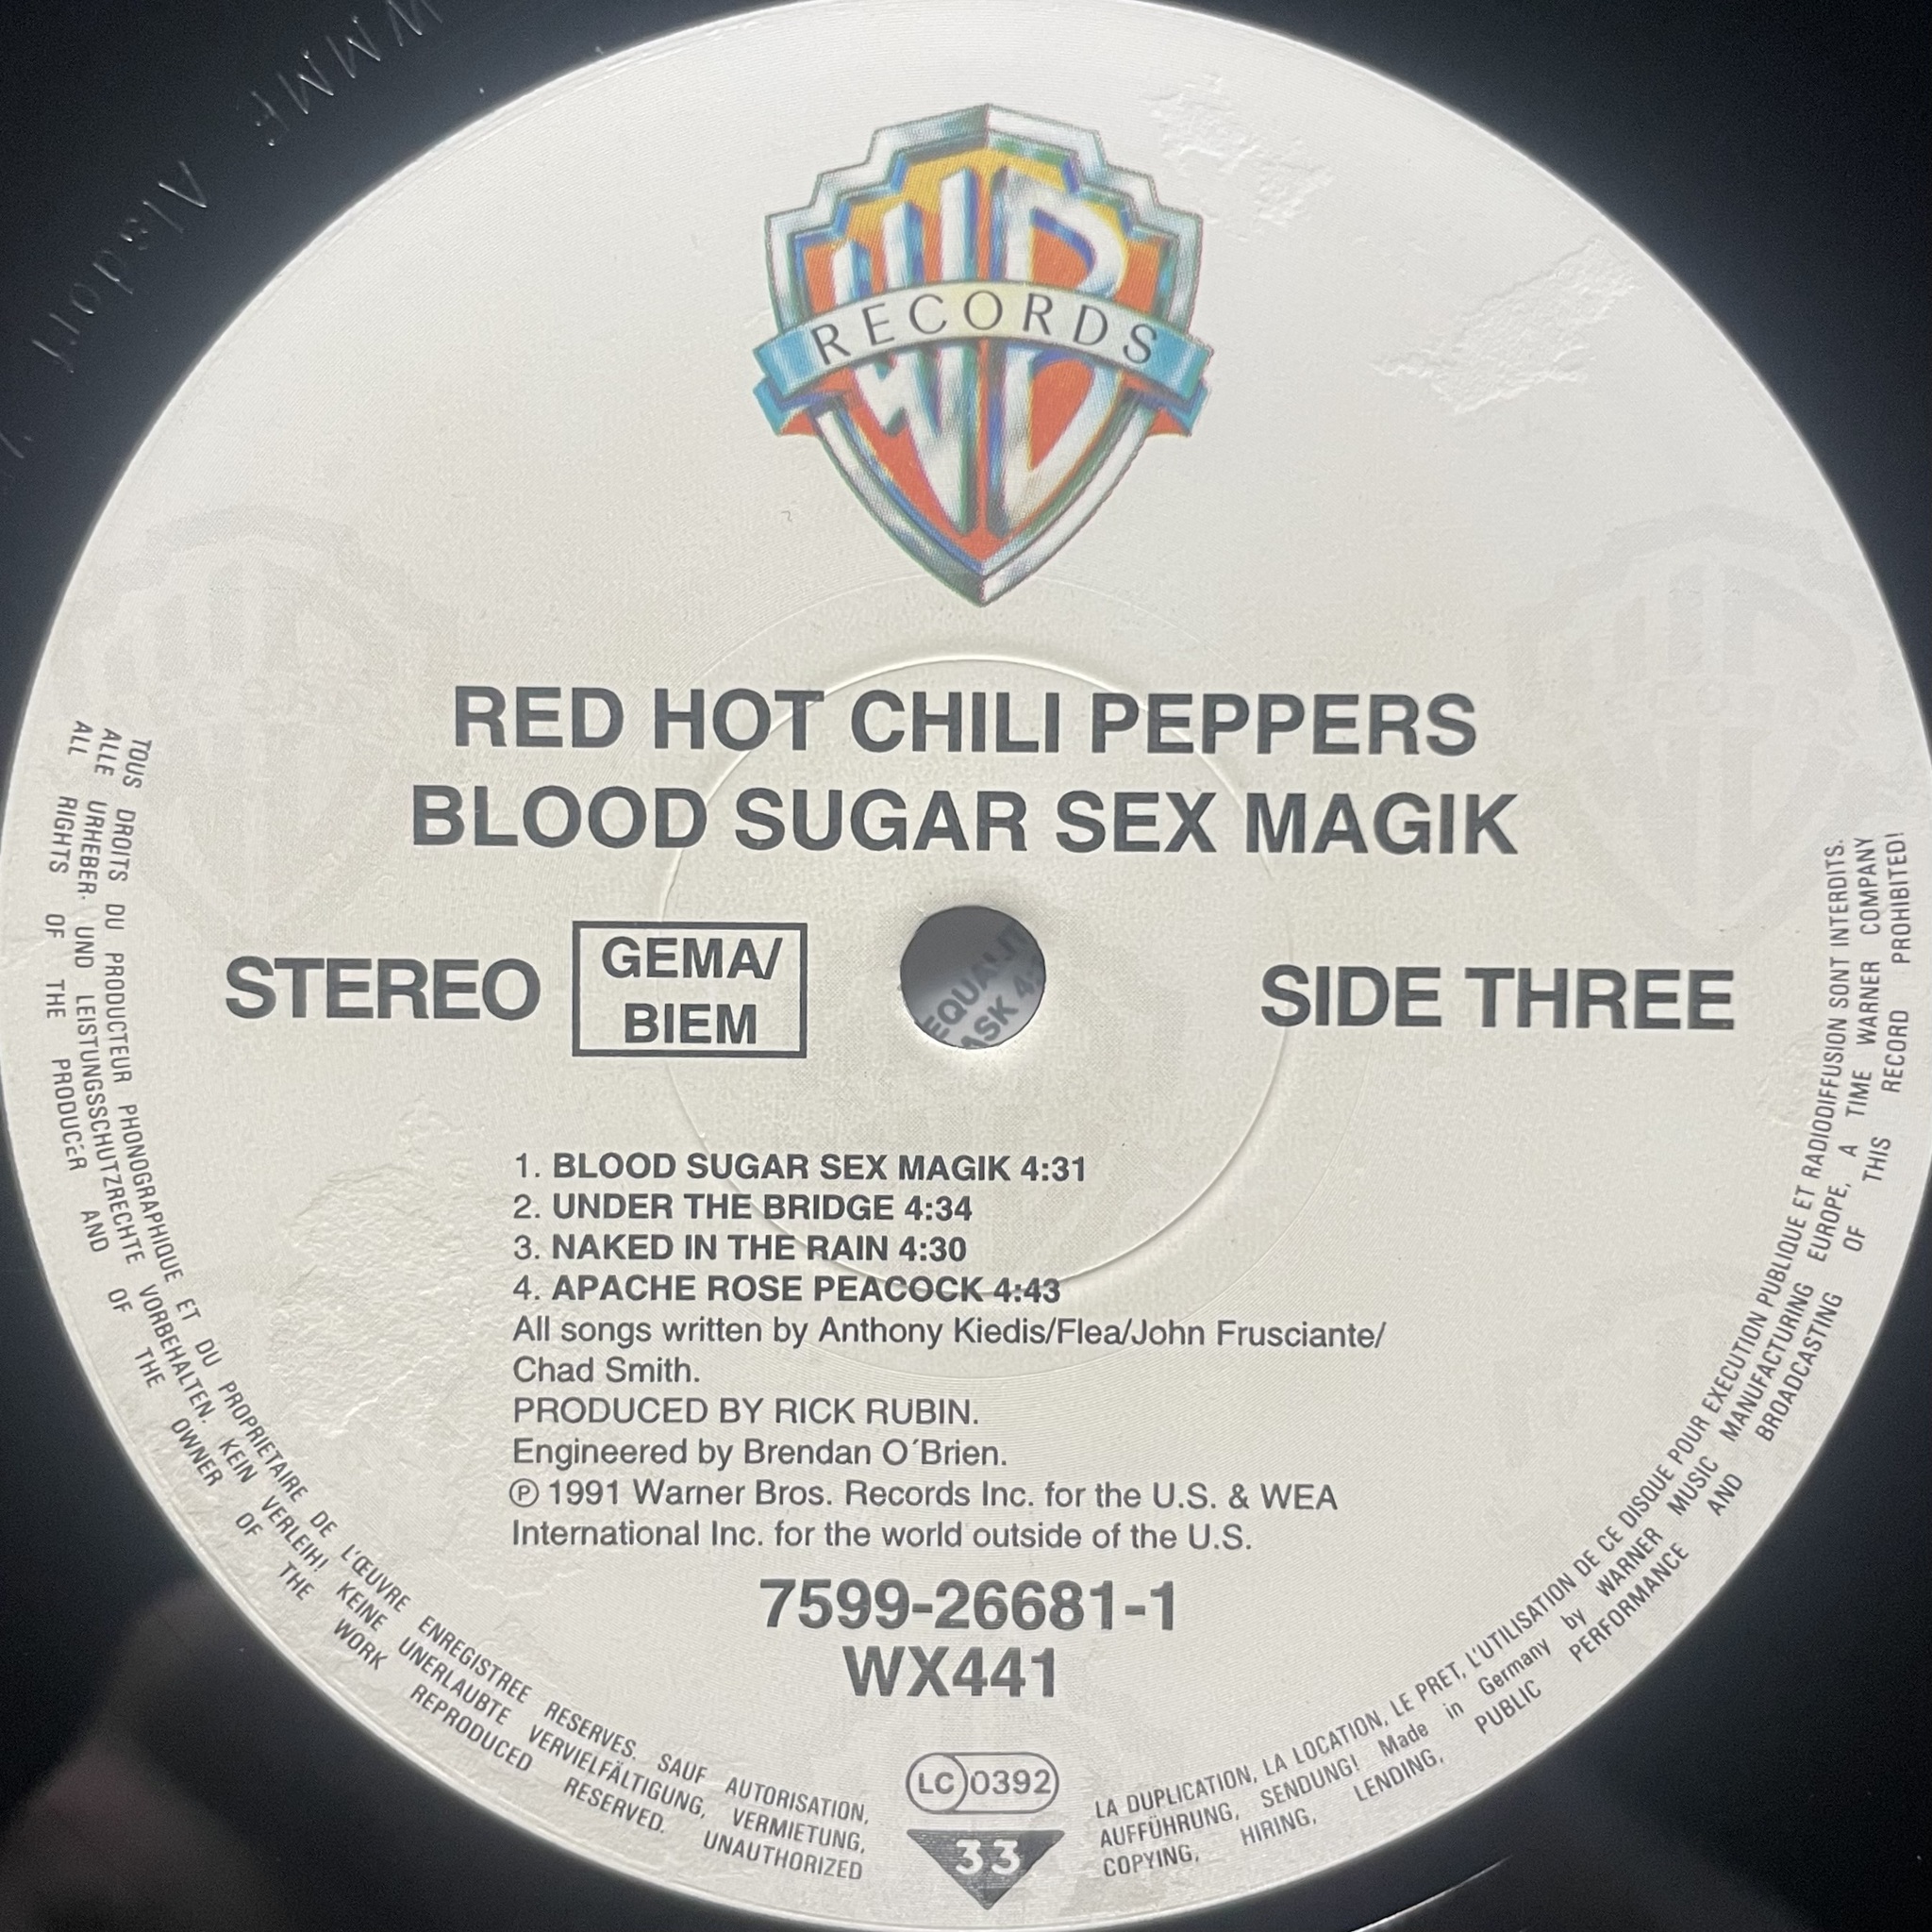 WMME Alsdorf
WB
RECORDS
RED HOT CHILI PEPPERS
BLOOD SUGAR SEX MAGIK
STEREO
GEMA/
BIEM
SIDE THREE
1. BLOOD SUGAR SEX MAGIK 4:31
2. UNDER THE BRIDGE 4:34
3. NAKED IN THE RAIN 4:30
4. APACHE ROSE PEACOCK 4:43
All songs written by Anthony Kiedis/Flea/John Frusciante/
Chad Smith.
PRODUCED BY RICK RUBIN.
Engineered by Brendan O´Brien.
Ⓟ 1991 Warner Bros. Records Inc. for the U.S. & WEA
International Inc. for the world outside of the U.S.
7599-26681-1
WX441
LC 0392
33
TOUS DROITS DU PRODUCTEUR PHONOGRAPHIQUE ET DU PROPRIETAIRE DE L'ŒUVRE ENREGISTREE RESERVES. SAUF AUTORISATION, LA DUPLICATION, LA LOCATION, LE PRET, L'UTILISATION DE CE DISQUE POUR EXECUTION PUBLIQUE ET RADIODIFFUSION SONT INTERDITS.
ALLE URHEBER- UND LEISTUNGSSCHUTZRECHTE VORBEHALTEN. KEIN VERLEIH! KEINE UNERLAUBTE VERVIELFÄLTIGUNG, VERMIETUNG, AUFFÜHRUNG, SENDUNG! Made in Germany by WARNER MUSIC MANUFACTURING EUROPE, A TIME WARNER COMPANY
ALL RIGHTS OF THE PRODUCER AND OF THE OWNER OF THE WORK REPRODUCED RESERVED. UNAUTHORIZED COPYING, HIRING, LENDING, PUBLIC PERFORMANCE AND BROADCASTING OF THIS RECORD PROHIBITED!